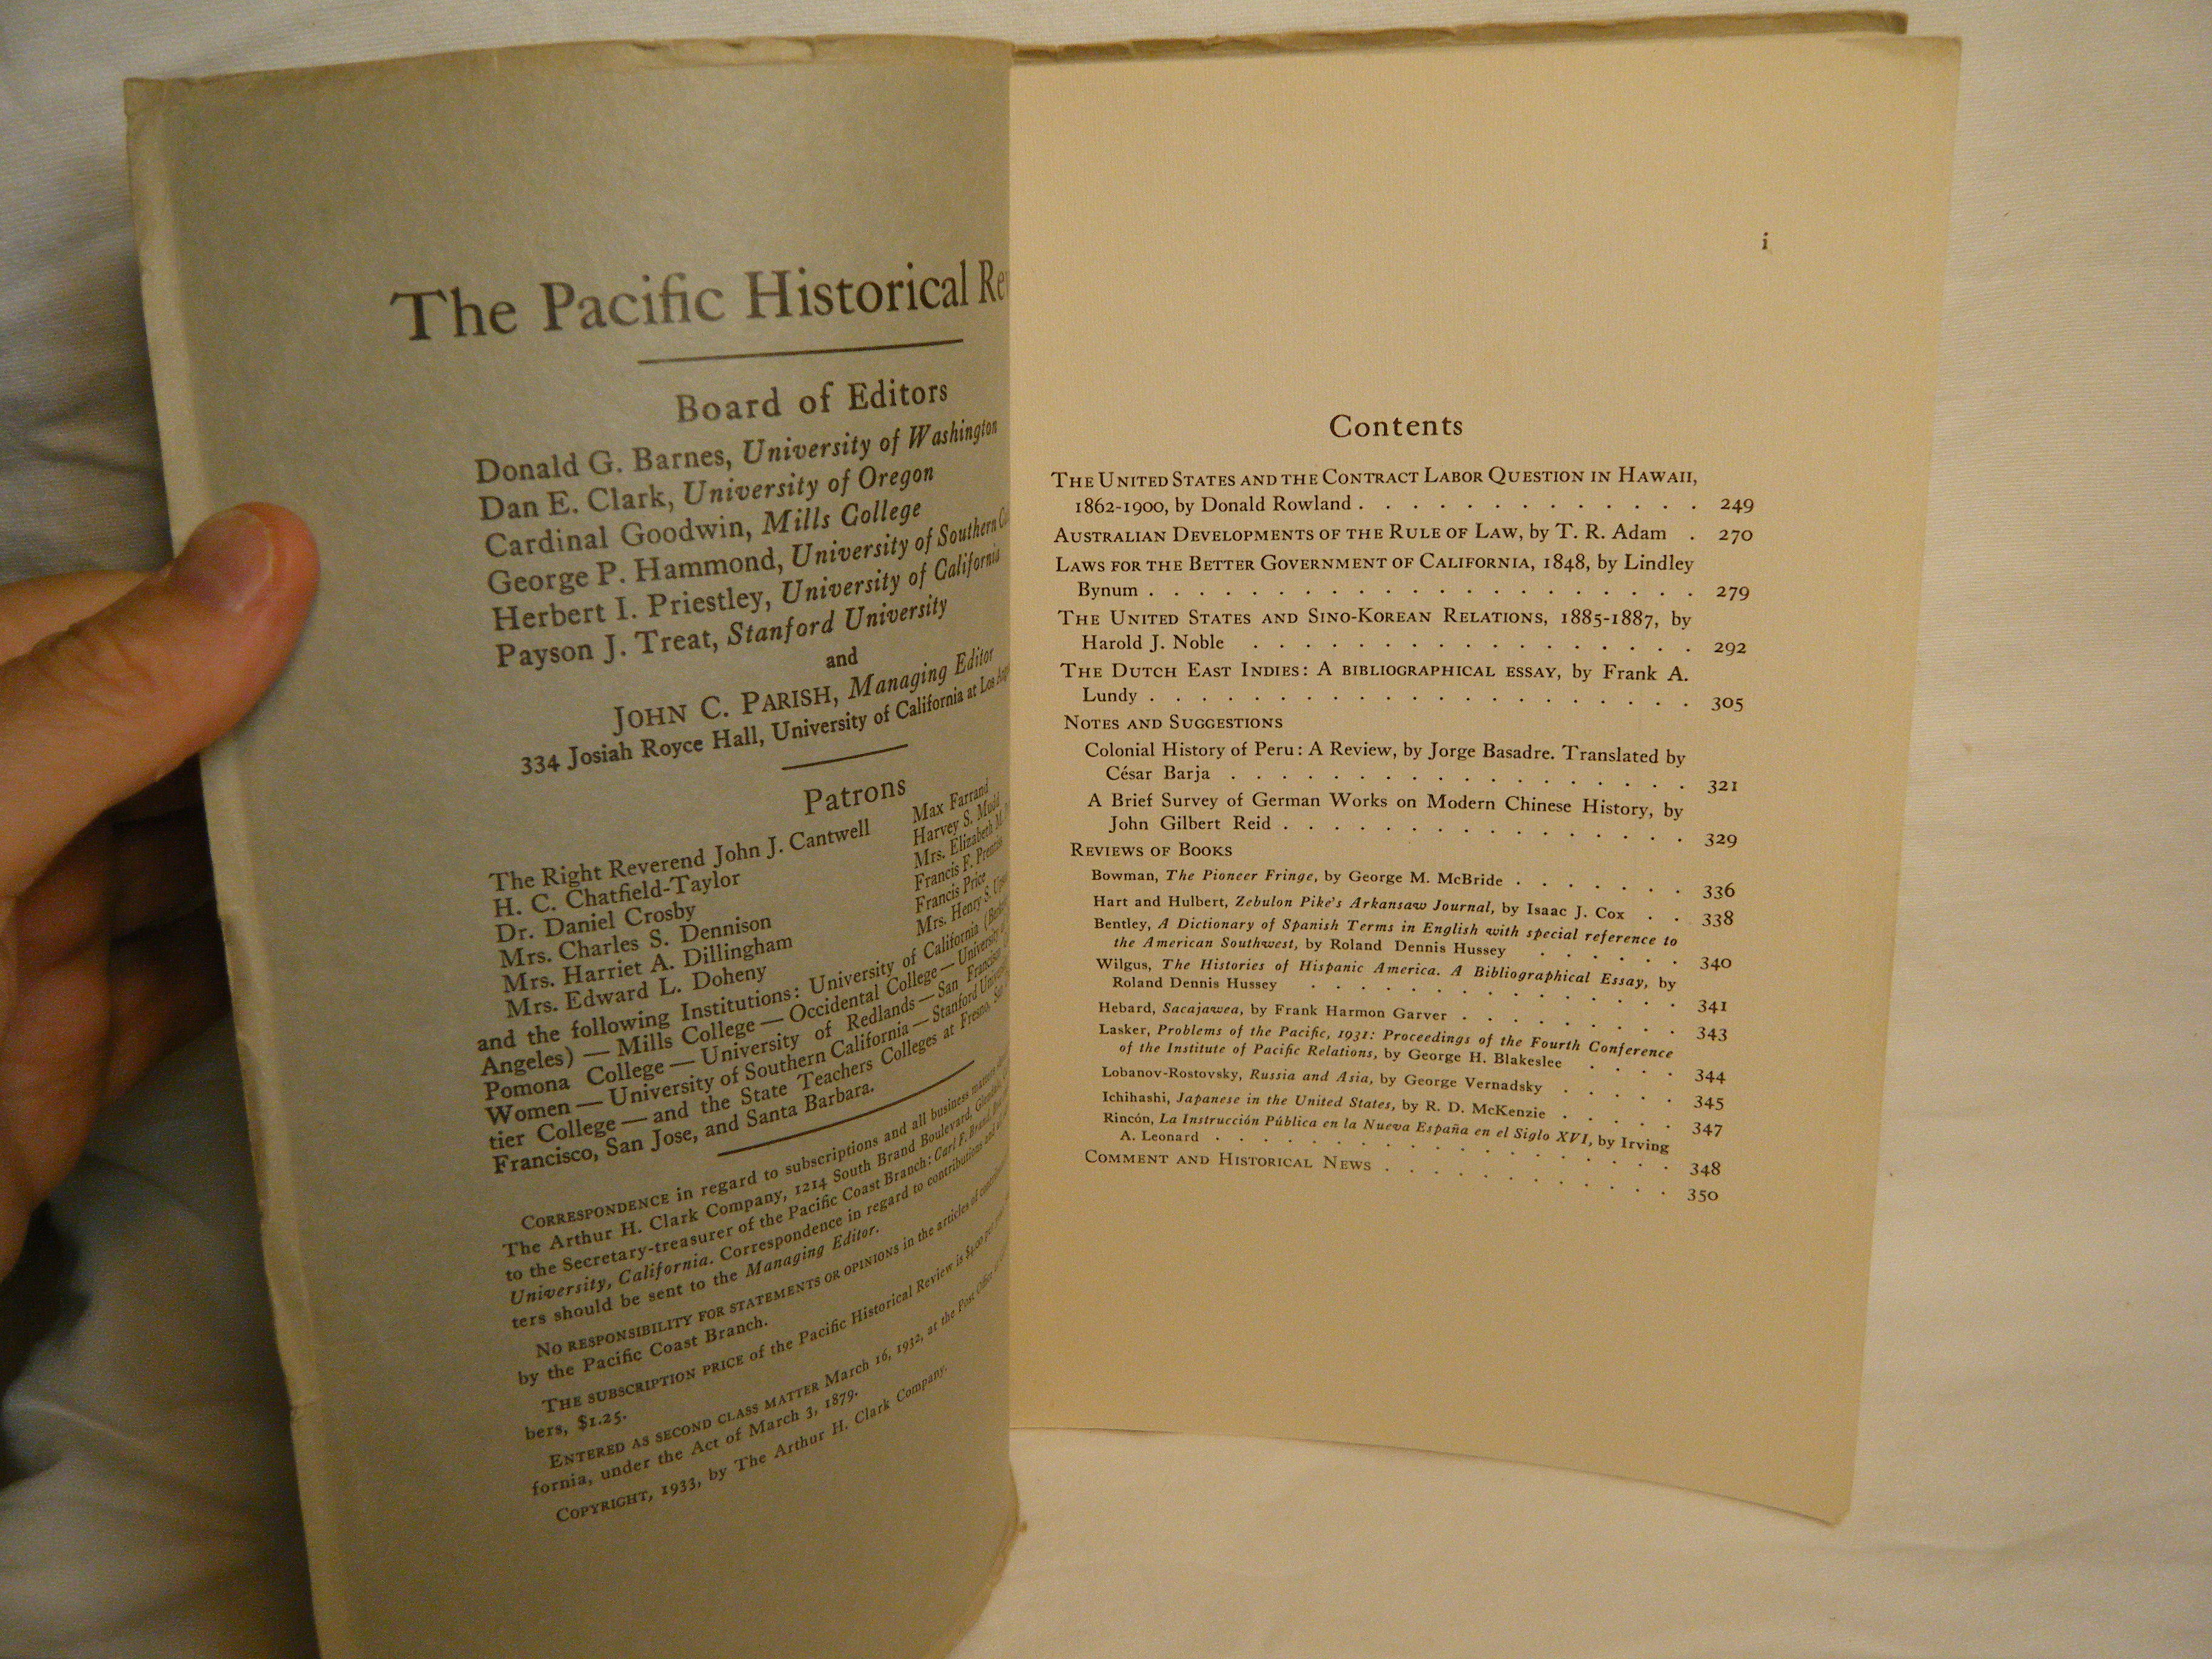 The Pacific Historical
Board of Editors
Donald G. Barnes, University of Washington
Dan E. Clark, University of Oregon
Cardinal Goodwin, Mills College
George P. Hammond, University of Southern
Herbert I. Priestley, University of California
Payson J. Treat, Stanford University
and
JOHN C. PARISH, Managing Editor
334 Josiah Royce Hall, University of California at Los
Patrons
The Right Reverend John J. Cantwell
H. C. Chatfield-Taylor
Dr. Daniel Crosby
Mrs. Charles S. Dennison
Mrs. Harriet A. Dillingham
Mrs. Edward L. Doheny
Max Farrand
Harvey S. Mudd
Mrs. Elizabeth M.
Francis F. Prentiss
Francis Price
Mrs. Henry S.
and the following Institutions: University of California
Angeles) — Mills College — Occidental College — University
Pomona College — University of Redlands — San Francisco
Women — University of Southern California — Stanford
tier College — and the State Teachers Colleges at Fresno, San
Francisco, San Jose, and Santa Barbara.
CORRESPONDENCE in regard to subscriptions and all business matters
The Arthur H. Clark Company, 1214 South Brand Boulevard,
to the Secretary-treasurer of the Pacific Coast Branch: Carl F. Brand,
University, California. Correspondence in regard to contributions and
ters should be sent to the Managing Editor.
NO RESPONSIBILITY FOR STATEMENTS OR OPINIONS in the articles of
by the Pacific Coast Branch.
THE SUBSCRIPTION PRICE of the Pacific Historical Review is $4.00 per
bers, $1.25.
ENTERED AS SECOND CLASS MATTER March 16, 1932, at the Post Office
fornia, under the Act of March 3, 1879.
COPYRIGHT, 1933, by The Arthur H. Clark Company.
i
Contents
THE UNITED STATES AND THE CONTRACT LABOR QUESTION IN HAWAII,
1862-1900, by Donald Rowland . . . . . . . . . . . . . 249
AUSTRALIAN DEVELOPMENTS OF THE RULE OF LAW, by T. R. Adam . 270
LAWS FOR THE BETTER GOVERNMENT OF CALIFORNIA, 1848, by Lindley
Bynum . . . . . . . . . . . . . . . . . . . . . . 279
THE UNITED STATES AND SINO-KOREAN RELATIONS, 1885-1887, by
Harold J. Noble . . . . . . . . . . . . . . . . . 292
THE DUTCH EAST INDIES: A BIBLIOGRAPHICAL ESSAY, by Frank A.
Lundy . . . . . . . . . . . . . . . . . . . . . 305
NOTES AND SUGGESTIONS
Colonial History of Peru: A Review, by Jorge Basadre. Translated by
César Barja . . . . . . . . . . . . . . . . . 321
A Brief Survey of German Works on Modern Chinese History, by
John Gilbert Reid . . . . . . . . . . . . . . . 329
REVIEWS OF BOOKS
Bowman, The Pioneer Fringe, by George M. McBride . . . . . . . 336
Hart and Hulbert, Zebulon Pike's Arkansaw Journal, by Isaac J. Cox . . 338
Bentley, A Dictionary of Spanish Terms in English with special reference to
the American Southwest, by Roland Dennis Hussey . . . . . . 340
Wilgus, The Histories of Hispanic America. A Bibliographical Essay, by
Roland Dennis Hussey . . . . . . . . . . . . . . 341
Hebard, Sacajawea, by Frank Harmon Garver . . . . . . . . . 343
Lasker, Problems of the Pacific, 1931: Proceedings of the Fourth Conference
of the Institute of Pacific Relations, by George H. Blakeslee . . . . 344
Lobanov-Rostovsky, Russia and Asia, by George Vernadsky . . . . . 345
Ichihashi, Japanese in the United States, by R. D. McKenzie . . . . . 347
Rincón, La Instrucción Pública en la Nueva España en el Siglo XVI, by Irving
A. Leonard . . . . . . . . . . . . . . . . . 348
COMMENT AND HISTORICAL NEWS . . . . . . . . . . . . 350